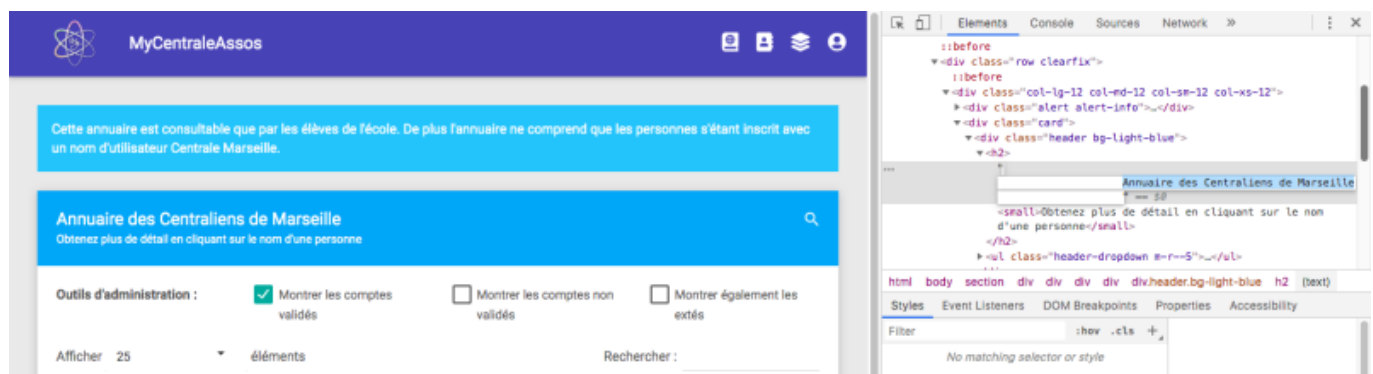 MyCentraleAssos
Cette annuaire est consultable que par les élèves de l'école. De plus l'annuaire ne comprend que les personnes s'étant inscrit avec
un nom d'utilisateur Centrale Marseille.
Annuaire des Centraliens de Marseille
Obtenez plus de détail en cliquant sur le nom d'une personne
Outils d'administration :
Montrer les comptes
validés
Montrer les comptes non
validés
Montrer également les
extés
Afficher 25 éléments
Rechercher :
Elements Console Sources Network »
::before
▼<div class="row clearfix">
::before
▼<div class="col-lg-12 col-md-12 col-sm-12 col-xs-12">
▶<div class="alert alert-info">…</div>
▼<div class="card">
▼<div class="header bg-light-blue">
▼<h2>
...
"
Annuaire des Centraliens de Marseille
" == $0
<small>Obtenez plus de détail en cliquant sur le nom
d'une personne</small>
</h2>
▶<ul class="header-dropdown m-r--5">…</ul>
html body section div div div div div.header.bg-light-blue h2 (text)
Styles Event Listeners DOM Breakpoints Properties Accessibility
Filter :hov .cls +
No matching selector or style